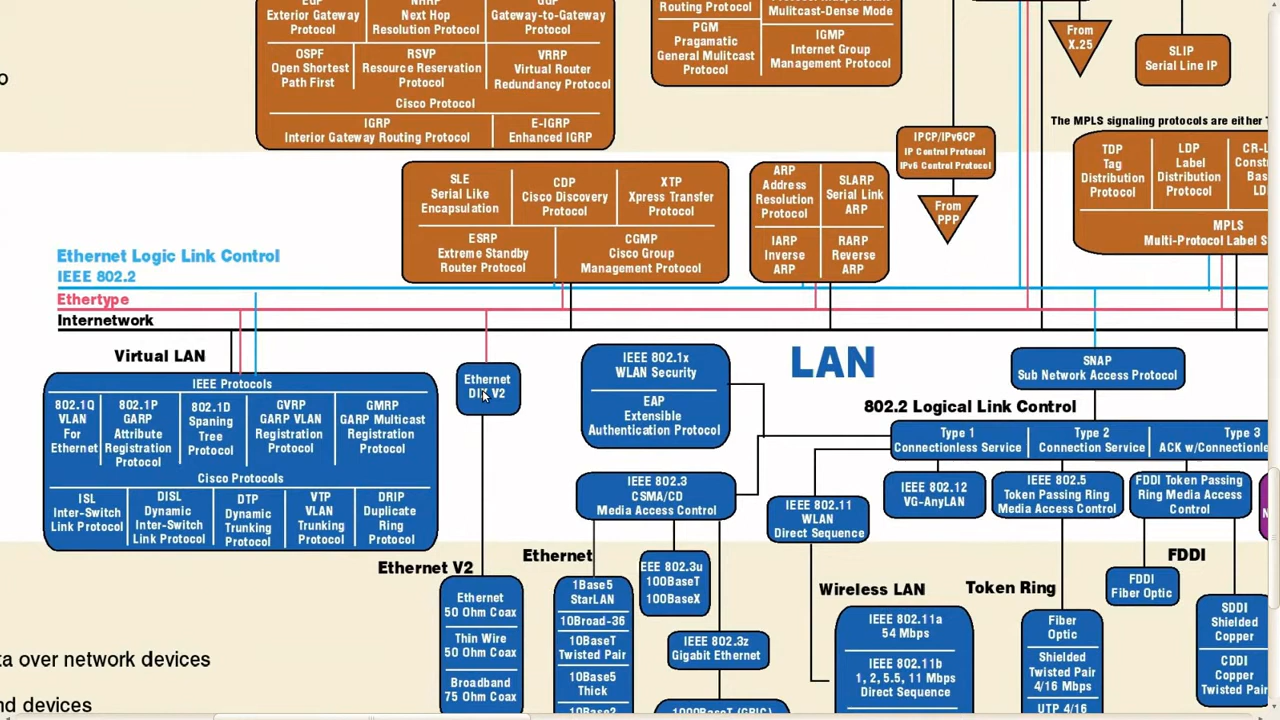 EGP
Exterior Gateway
Protocol
NHRP
Next Hop
Resolution Protocol
GGP
Gateway-to-Gateway
Protocol
OSPF
Open Shortest
Path First
RSVP
Resource Reservation
Protocol
VRRP
Virtual Router
Redundancy Protocol
Cisco Protocol
IGRP
Interior Gateway Routing Protocol
E-IGRP
Enhanced IGRP
Routing Protocol
Mulitcast-Dense Mode
PGM
Pragamatic
General Mulitcast
Protocol
IGMP
Internet Group
Management Protocol
From
X.25
SLIP
Serial Line IP
o
IPCP/IPv6CP
IP Control Protocol
IPv6 Control Protocol
From
PPP
The MPLS signaling protocols are either
TDP
Tag
Distribution
Protocol
LDP
Label
Distribution
Protocol
CR-L
Const
Bas
LD
MPLS
Multi-Protocol Label S
SLE
Serial Like
Encapsulation
CDP
Cisco Discovery
Protocol
XTP
Xpress Transfer
Protocol
ESRP
Extreme Standby
Router Protocol
CGMP
Cisco Group
Management Protocol
ARP
Address
Resolution
Protocol
SLARP
Serial Link
ARP
IARP
Inverse
ARP
RARP
Reverse
ARP
Ethernet Logic Link Control
IEEE 802.2
Ethertype
Internetwork
Virtual LAN
IEEE Protocols
802.1Q
VLAN
For
Ethernet
802.1P
GARP
Attribute
Registration
Protocol
802.1D
Spaning
Tree
Protocol
GVRP
GARP VLAN
Registration
Protocol
GMRP
GARP Multicast
Registration
Protocol
Cisco Protocols
ISL
Inter-Switch
Link Protocol
DISL
Dynamic
Inter-Switch
Link Protocol
DTP
Dynamic
Trunking
Protocol
VTP
VLAN
Trunking
Protocol
DRIP
Duplicate
Ring
Protocol
Ethernet
DIX V2
IEEE 802.1x
WLAN Security
EAP
Extensible
Authentication Protocol
LAN
SNAP
Sub Network Access Protocol
802.2 Logical Link Control
Type 1
Connectionless Service
Type 2
Connection Service
Type 3
ACK w/Connectionle
IEEE 802.3
CSMA/CD
Media Access Control
IEEE 802.11
WLAN
Direct Sequence
IEEE 802.12
VG-AnyLAN
IEEE 802.5
Token Passing Ring
Media Access Control
FDDI Token Passing
Ring Media Access
Control
N
Ethernet V2
Ethernet
50 Ohm Coax
Thin Wire
50 Ohm Coax
Broadband
75 Ohm Coax
Ethernet
1Base5
StarLAN
10Broad-36
10BaseT
Twisted Pair
10Base5
Thick
10Base2
IEEE 802.3u
100BaseT
100BaseX
IEEE 802.3z
Gigabit Ethernet
Wireless LAN
IEEE 802.11a
54 Mbps
IEEE 802.11b
1, 2, 5.5, 11 Mbps
Direct Sequence
Token Ring
Fiber
Optic
Shielded
Twisted Pair
4/16 Mbps
UTP 4/16
FDDI
FDDI
Fiber Optic
SDDI
Shielded
Copper
CDDI
Copper
Twisted Pair
ta over network devices
nd devices